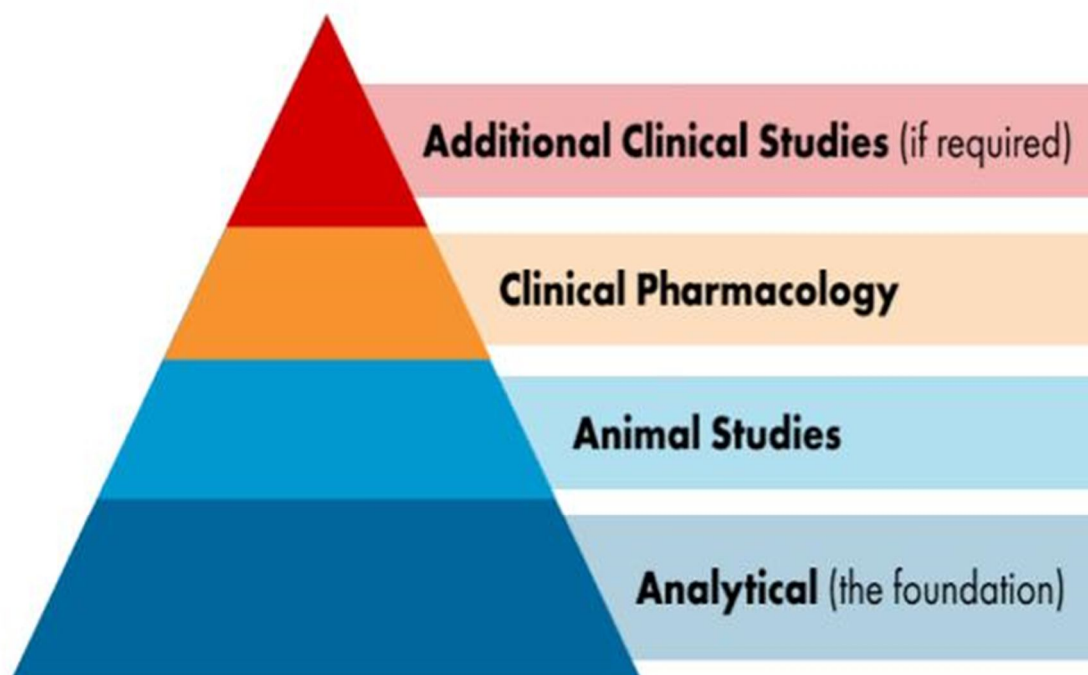 Additional Clinical Studies (if required)
Clinical Pharmacology
Animal Studies
Analytical (the foundation)